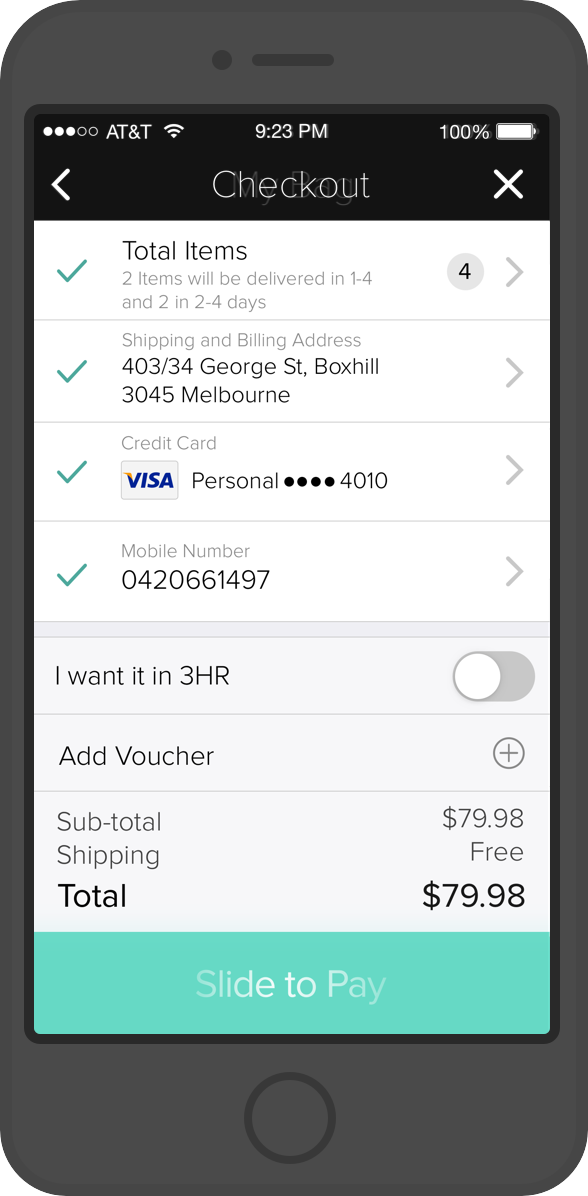 AT&T 9:23 PM 100%
Checkout
My Bag
Total Items
2 Items will be delivered in 1-4
and 2 in 2-4 days
4
Shipping and Billing Address
403/34 George St, Boxhill
3045 Melbourne
Credit Card
VISA Personal •••• 4010
Mobile Number
0420661497
I want it in 3HR
Add Voucher
Sub-total $79.98
Shipping Free
Total $79.98
Slide to Pay